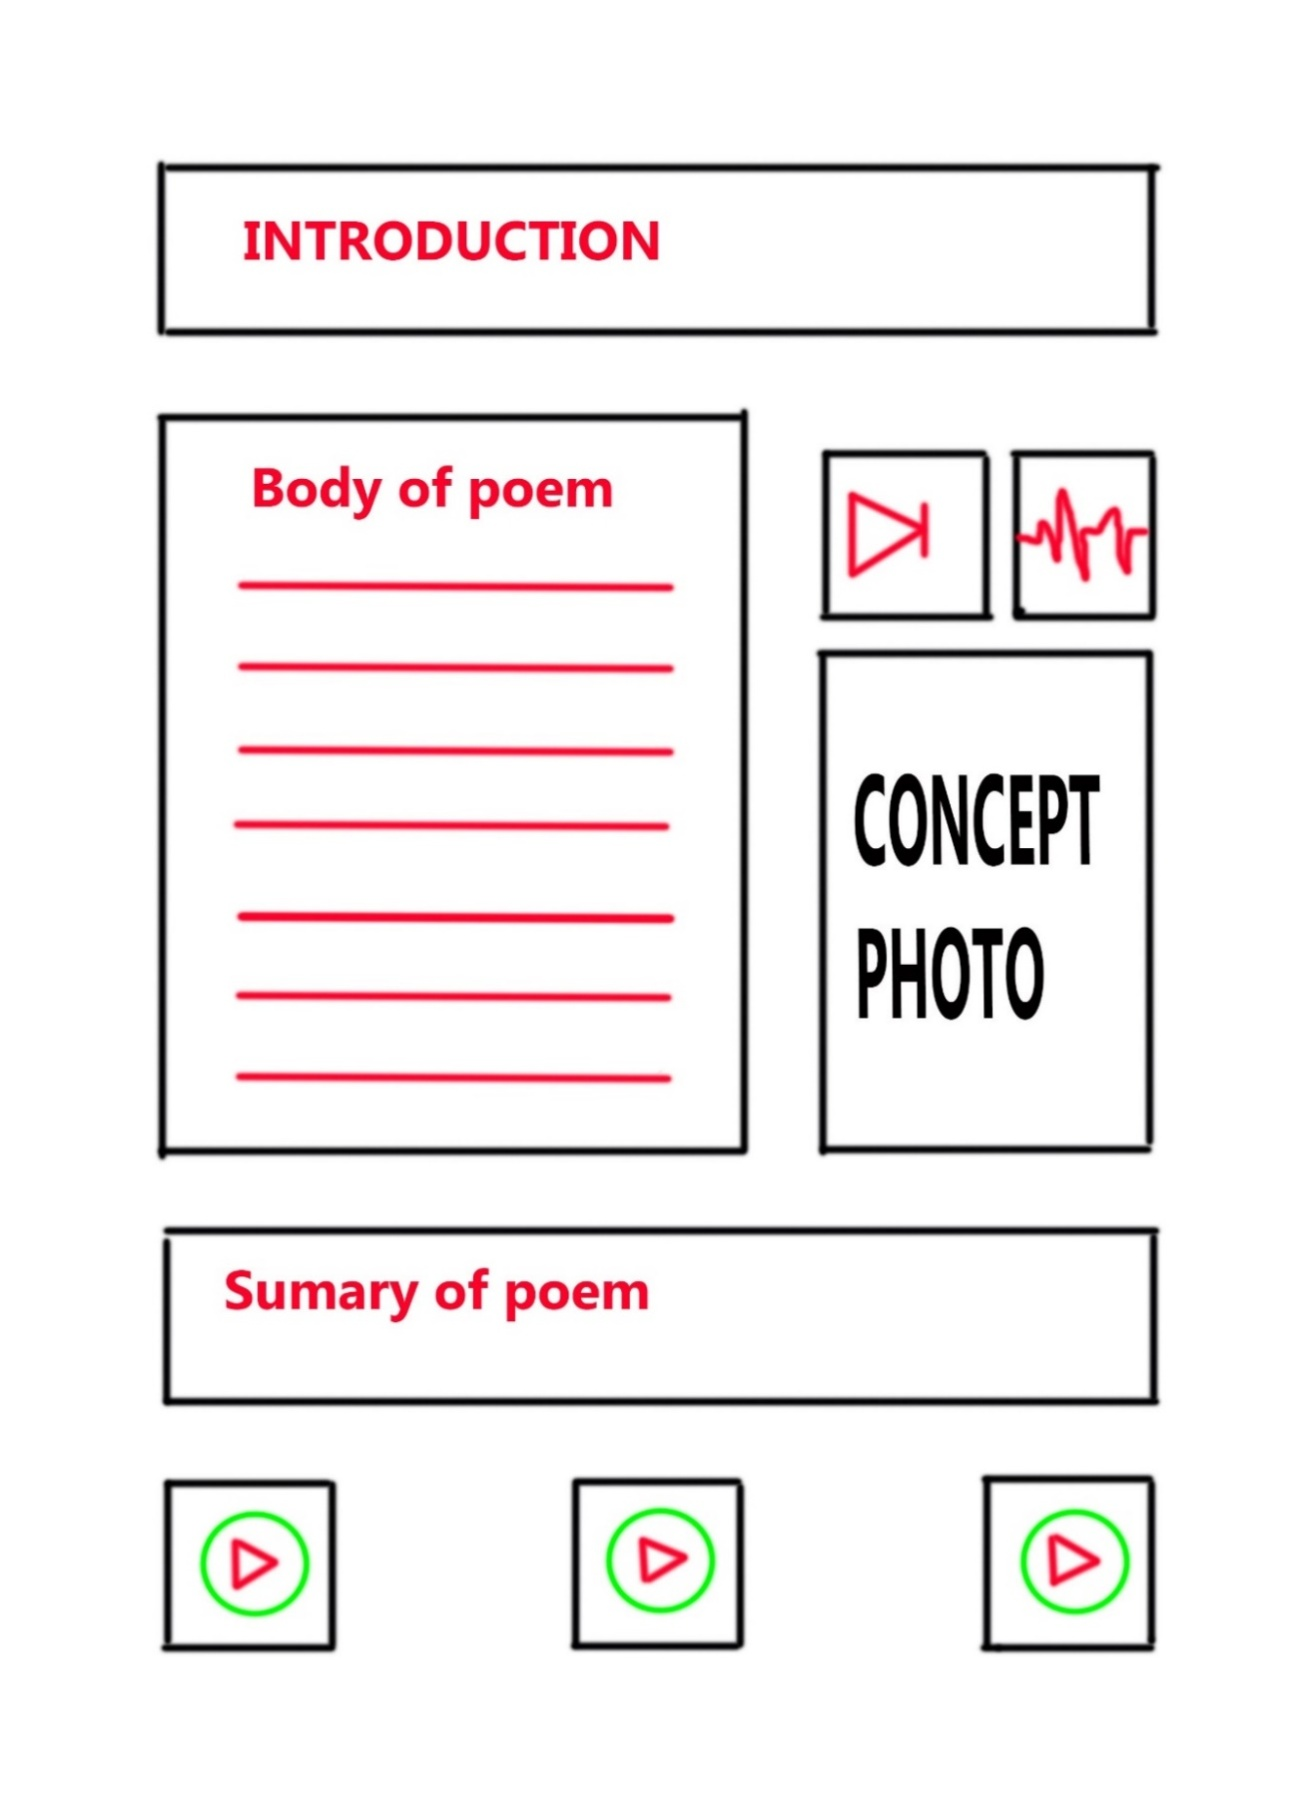 INTRODUCTION
Body of poem
CONCEPT
PHOTO
Sumary of poem